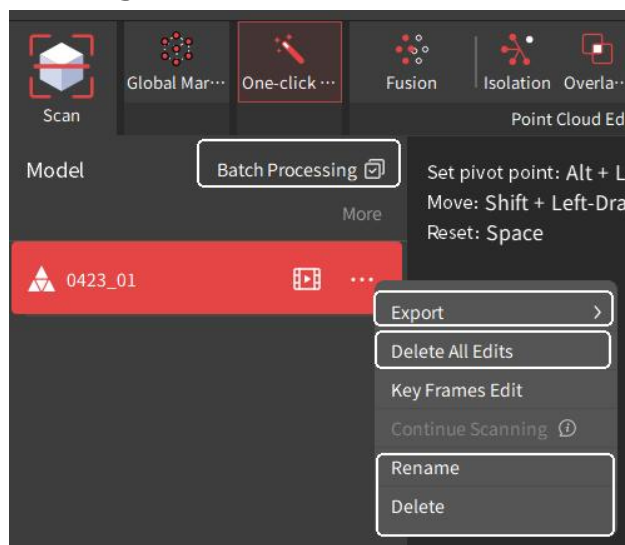 Global Mar···
One-click ···
Fusion
Isolation
Overla··
Scan
Point Cloud Ed
Model
Batch Processing
Set pivot point: Alt + L
Move: Shift + Left-Dra
More
Reset: Space
0423_01
···
Export
Delete All Edits
Key Frames Edit
Continue Scanning
Rename
Delete